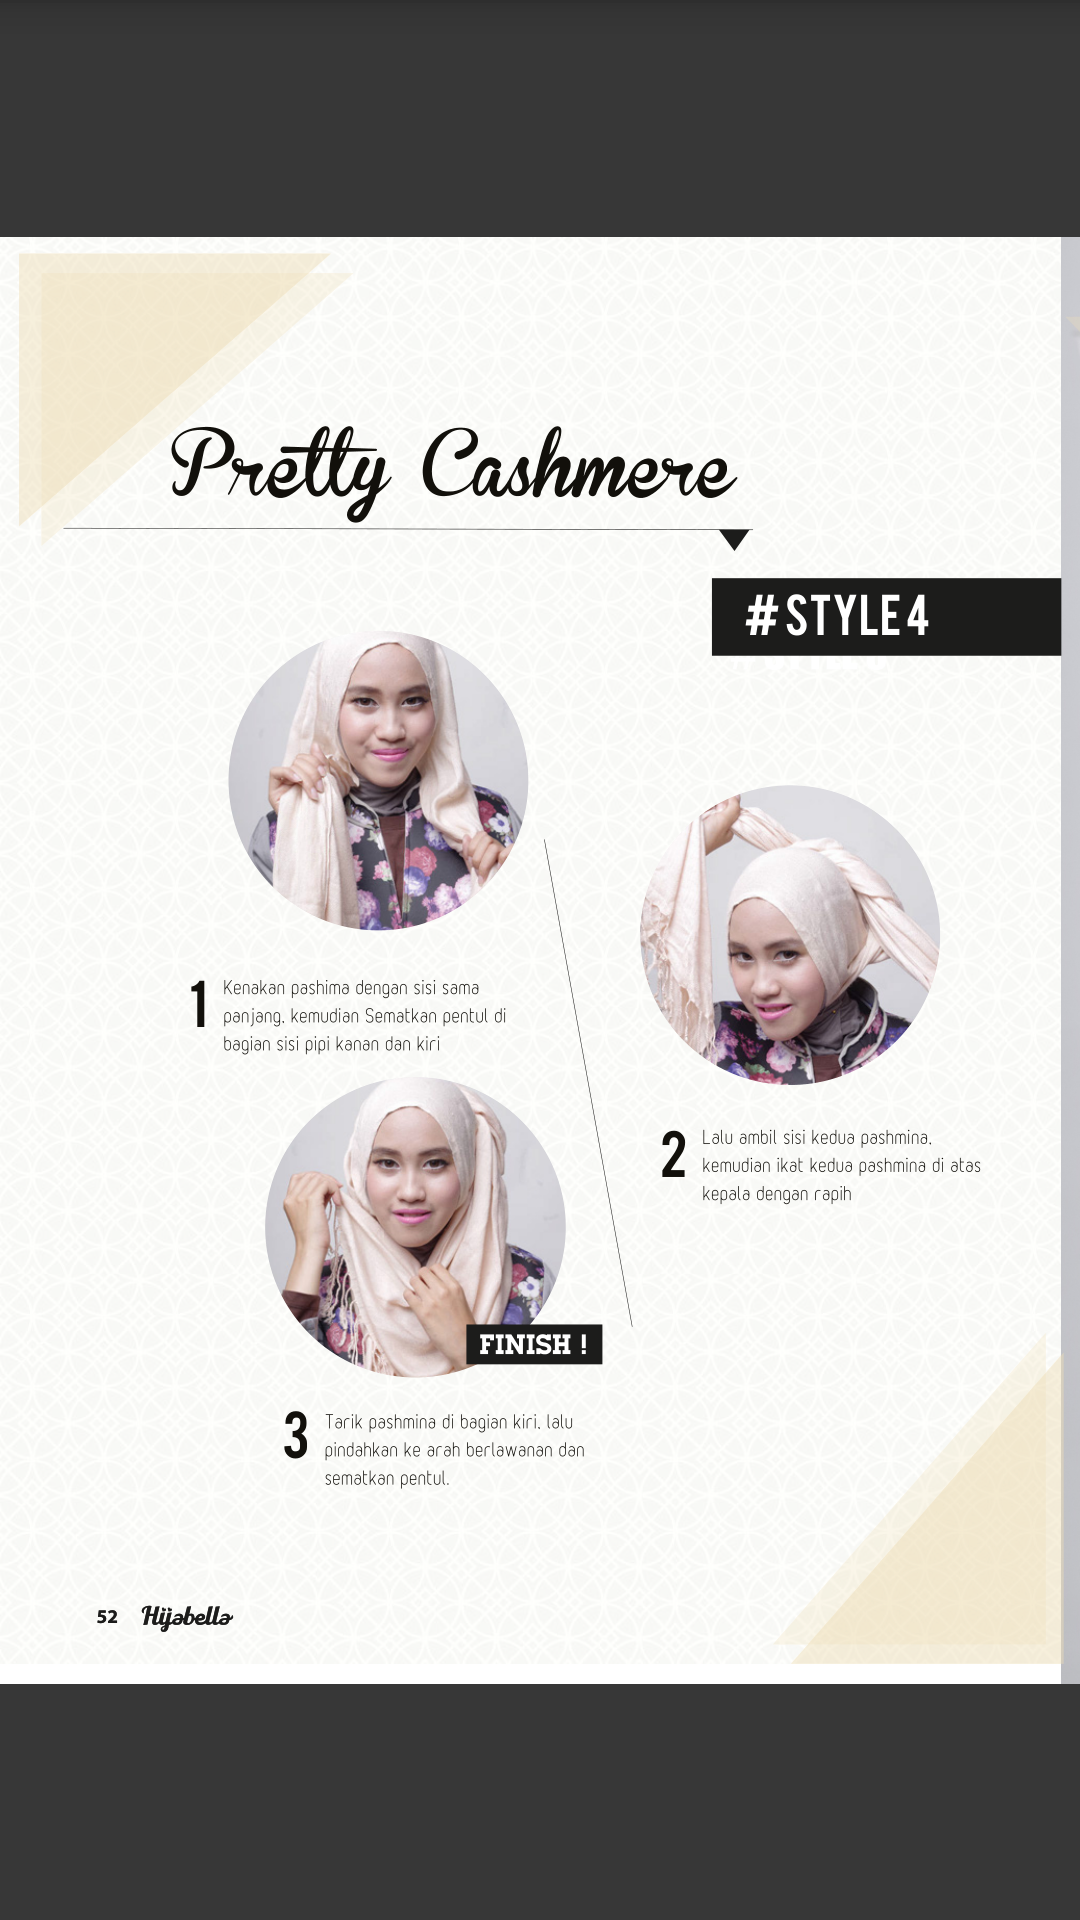 Pretty Cashmere
#STYLE4
1 Kenakan pashima dengan sisi sama
panjang, kemudian Sematkan pentul di
bagian sisi pipi kanan dan kiri
2 Lalu ambil sisi kedua pashmina,
kemudian ikat kedua pashmina di atas
kepala dengan rapih
FINISH !
3 Tarik pashmina di bagian kiri, lalu
pindahkan ke arah berlawanan dan
sematkan pentul.
52 Hijabella